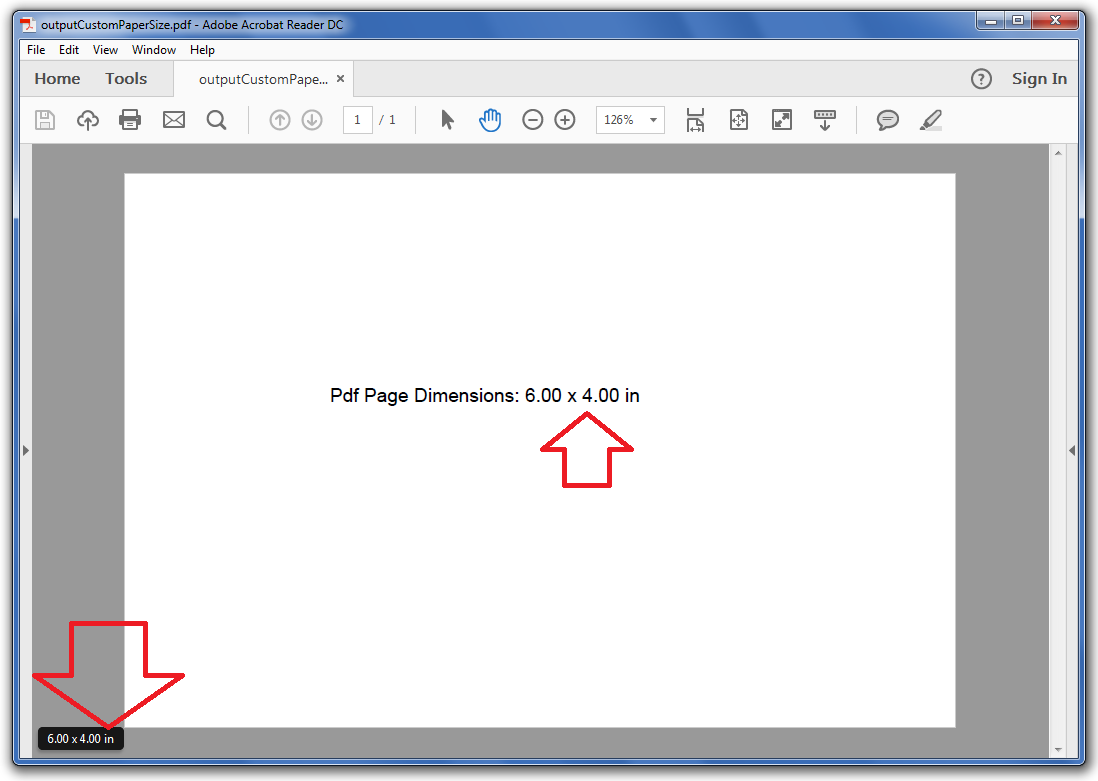 outputCustomPaperSize.pdf - Adobe Acrobat Reader DC
File Edit View Window Help
Home Tools outputCustomPape... × ? Sign In
1 / 1 126%
Pdf Page Dimensions: 6.00 x 4.00 in
6.00 x 4.00 in